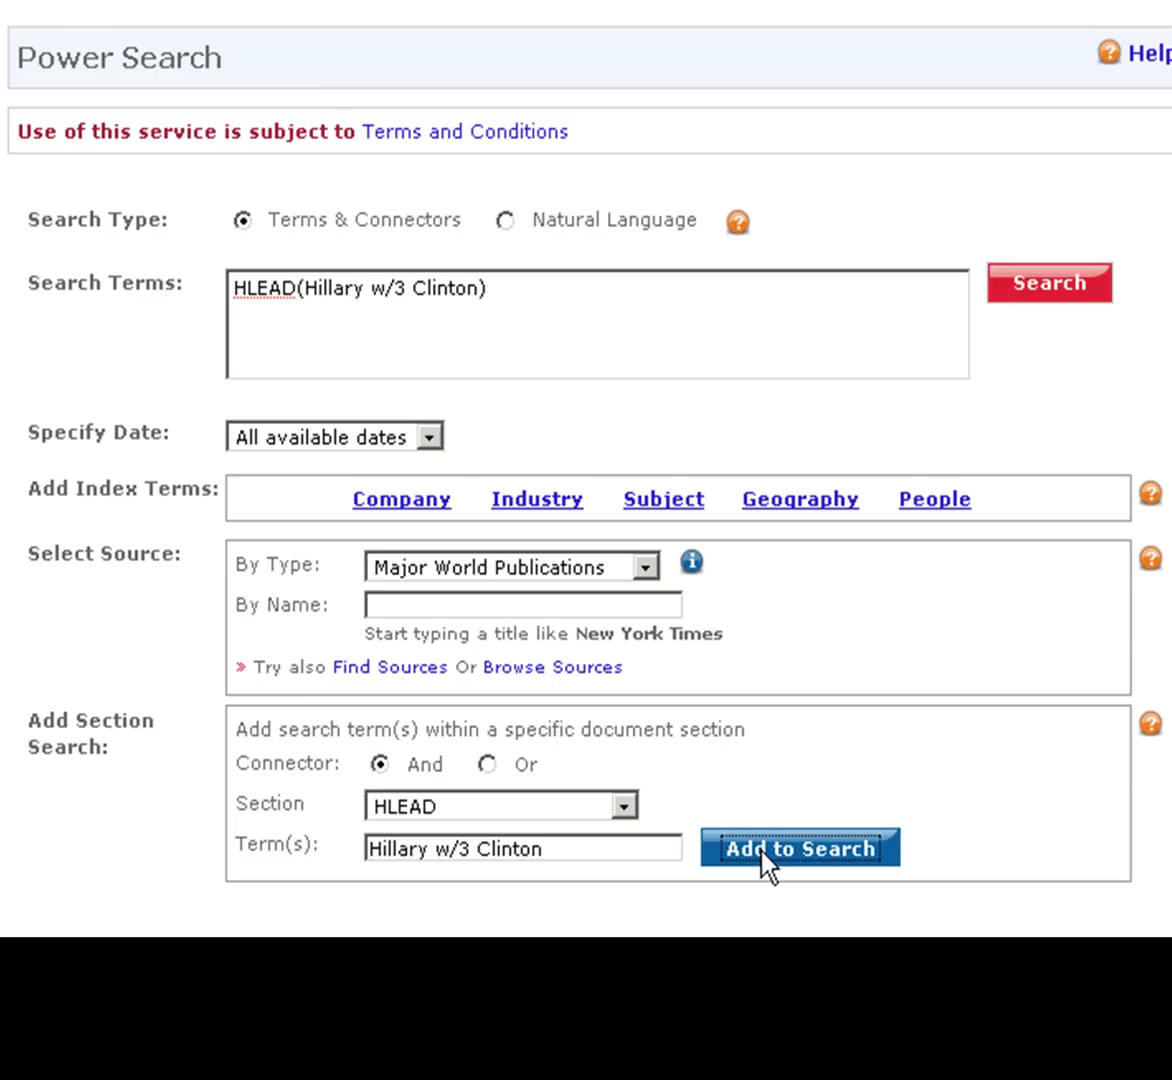 Power Search
Help
Use of this service is subject to Terms and Conditions
Search Type: Terms & Connectors Natural Language ?
Search Terms: HLEAD(Hillary w/3 Clinton) Search
Specify Date: All available dates
Add Index Terms: Company Industry Subject Geography People ?
Select Source: By Type: Major World Publications i ?
By Name:
Start typing a title like New York Times
» Try also Find Sources Or Browse Sources
Add Section Search: Add search term(s) within a specific document section ?
Connector: And Or
Section HLEAD
Term(s): Hillary w/3 Clinton Add to Search